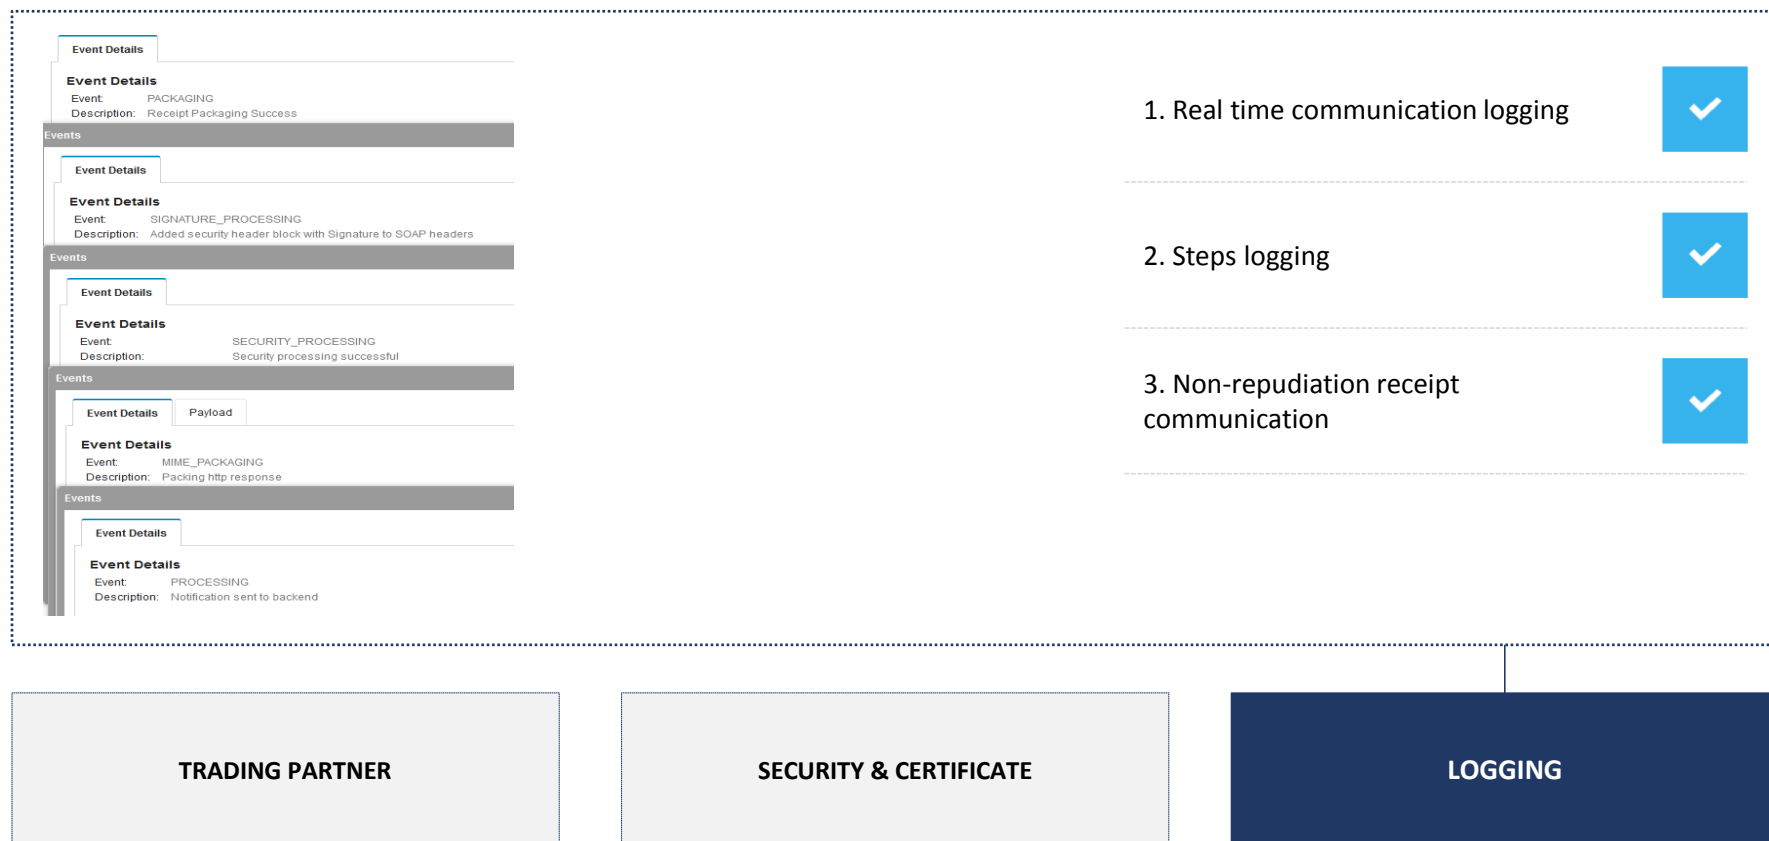 Event Details
Event Details
Event: PACKAGING
Description: Receipt Packaging Success
Events
Event Details
Event Details
Event: SIGNATURE_PROCESSING
Description: Added security header block with Signature to SOAP headers
Events
Event Details
Event Details
Event: SECURITY_PROCESSING
Description: Security processing successful
Events
Event Details Payload
Event Details
Event: MIME_PACKAGING
Description: Packing http response
Events
Event Details
Event Details
Event: PROCESSING
Description: Notification sent to backend
1. Real time communication logging
2. Steps logging
3. Non-repudiation receipt
communication
TRADING PARTNER
SECURITY & CERTIFICATE
LOGGING